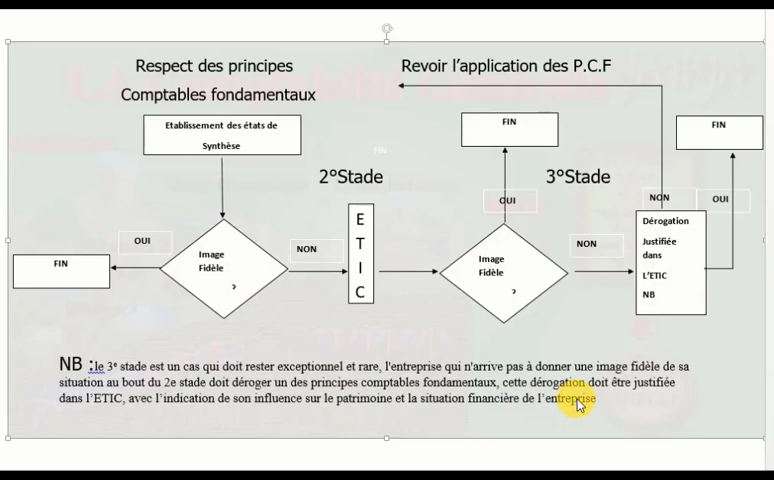 Respect des principes
Comptables fondamentaux
Revoir l'application des P.C.F
Etablissement des états de
Synthèse
FIN
FIN
FIN
2°Stade
3°Stade
OUI
NON
OUI
E
T
I
C
Dérogation
Justifiée
dans
L'ETIC
NB
OUI
NON
NON
Image
Fidèle
?
Image
Fidèle
?
FIN
NB :le 3e stade est un cas qui doit rester exceptionnel et rare, l'entreprise qui n'arrive pas à donner une image fidèle de sa
situation au bout du 2e stade doit déroger un des principes comptables fondamentaux, cette dérogation doit être justifiée
dans l'ETIC, avec l'indication de son influence sur le patrimoine et la situation financière de l'entreprise